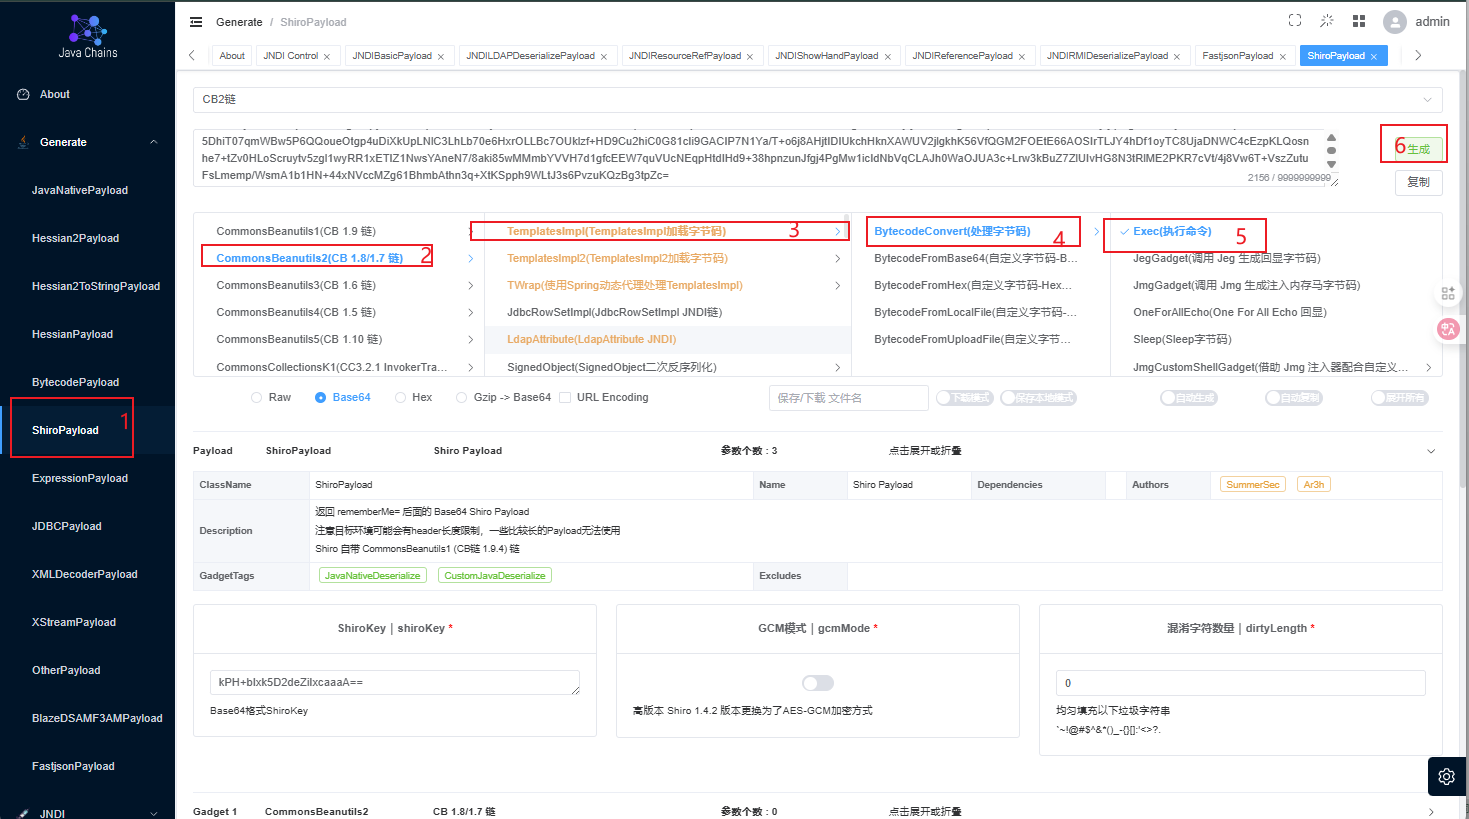 Java Chains
About
Generate
JavaNativePayload
Hessian2Payload
Hessian2ToStringPayload
HessianPayload
BytecodePayload
ShiroPayload
1
ExpressionPayload
JDBCPayload
XMLDecoderPayload
XStreamPayload
OtherPayload
BlazeDSAMF3AMPayload
FastjsonPayload
JNDI
Generate / ShiroPayload
admin
About JNDI Control × JNDIBasicPayload × JNDILDAPDeserializePayload × JNDIResourceRefPayload × JNDIShowHandPayload × JNDIReferencePayload × JNDIRMIDeserializePayload × FastjsonPayload × ShiroPayload ×
CB2链
2156 / 9999999999
6 生成
复制
CommonsBeanutils1(CB 1.9 链)
CommonsBeanutils2(CB 1.8/1.7 链) 2
CommonsBeanutils3(CB 1.6 链)
CommonsBeanutils4(CB 1.5 链)
CommonsBeanutils5(CB 1.10 链)
CommonsCollectionsK1(CC3.2.1 InvokerTra...
TemplatesImpl(TemplatesImpl加载字节码) 3
TemplatesImpl2(TemplatesImpl2加载字节码)
TWrap(使用Spring动态代理处理TemplatesImpl)
JdbcRowSetImpl(JdbcRowSetImpl JNDI链)
LdapAttribute(LdapAttribute JNDI)
SignedObject(SignedObject二次反序列化)
BytecodeConvert(处理字节码) 4
BytecodeFromBase64(自定义字节码-B...
BytecodeFromHex(自定义字节码-Hex...
BytecodeFromLocalFile(自定义字节码-...
BytecodeFromUploadFile(自定义字节...
Exec(执行命令) 5
JegGadget(调用 Jeg 生成回显字节码)
JmgGadget(调用 Jmg 生成注入内存马字节码)
OneForAllEcho(One For All Echo 回显)
Sleep(Sleep字节码)
JmgCustomShellGadget(借助 Jmg 注入器配合自定义...
Raw Base64 Hex Gzip -> Base64 URL Encoding 保存/下载 文件名 下载模式 保存本地模式 自动生成 自动复制 展开所有
Payload ShiroPayload Shiro Payload 参数个数 : 3 点击展开或折叠
ClassName ShiroPayload Name Shiro Payload Dependencies Authors SummerSec Ar3h
Description
返回 rememberMe= 后面的 Base64 Shiro Payload
注意目标环境可能会有header长度限制，一些比较长的Payload无法使用
Shiro 自带 CommonsBeanutils1 (CB链 1.9.4) 链
GadgetTags JavaNativeDeserialize CustomJavaDeserialize Excludes
ShiroKey | shiroKey *
kPH+bIxk5D2deZiIxcaaaA==
Base64格式ShiroKey
GCM模式 | gcmMode *
高版本 Shiro 1.4.2 版本更换为了AES-GCM加密方式
混淆字符数量 | dirtyLength *
0
均匀填充以下垃圾字符串
`~!@#$^&*()_-{}[]:'<>?.
Gadget 1 CommonsBeanutils2 CB 1.8/1.7 链 参数个数 : 0 点击展开或折叠